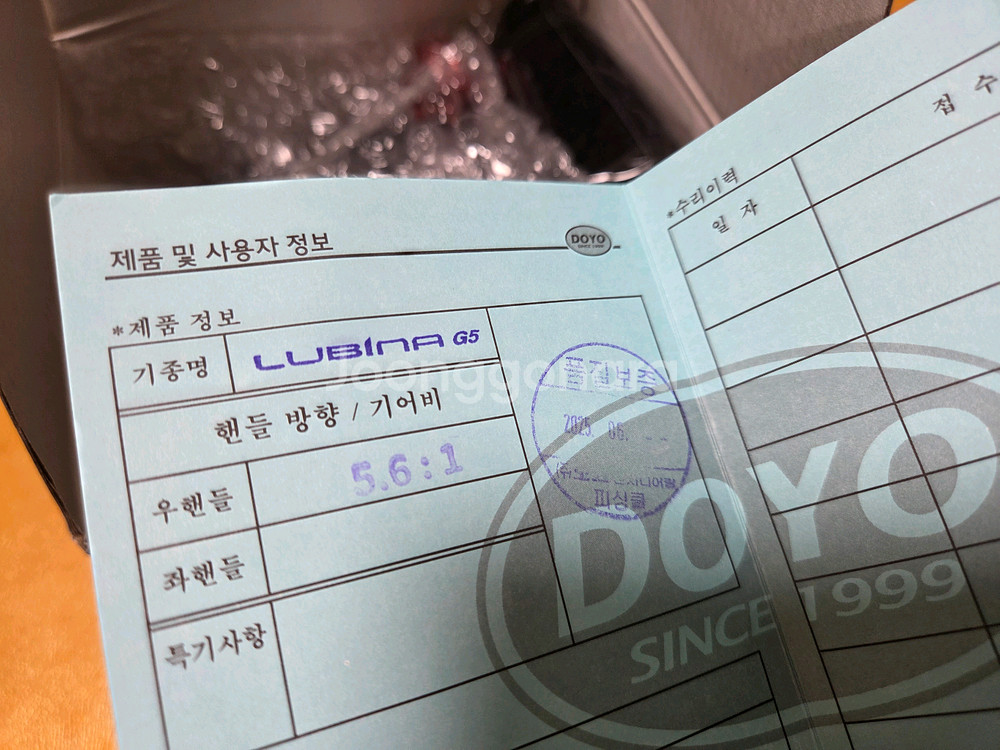 제품 및 사용자 정보
DOYO
SINCE 1999
*제품 정보
기종명
LUBINA G5
핸들 방향 / 기어비
우핸들
5.6:1
좌핸들
특기사항
품질보증
2025. 06. _ _
피싱클
*수리이력
일 자
접 수
DOYO
SINCE 1999